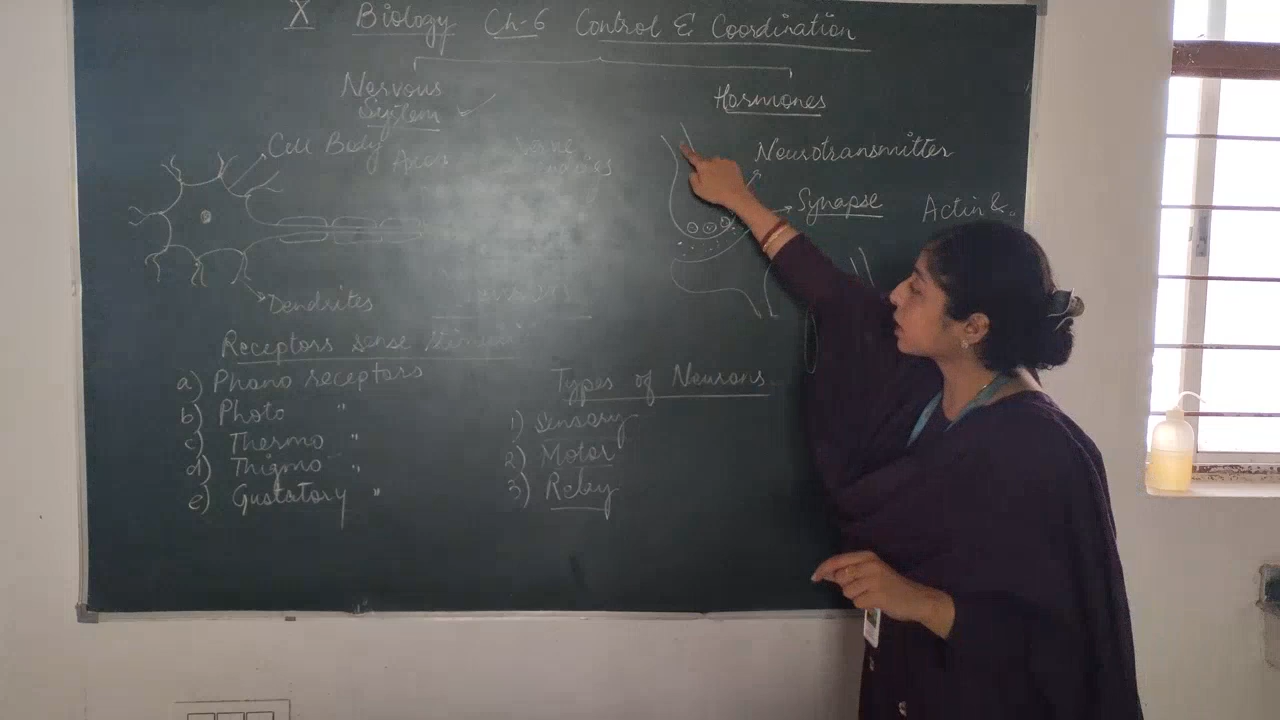 X Biology Ch-6 Control & Coordination
Nervous
System
Hormones
Cell Body
Axon
Neurotransmitter
Synapse
Actin &
Dendrites
Receptors sense
a) Phono receptors
b) Photo "
c) Thermo "
d) Thigmo "
e) Gustatory "
Types of Neurons
1) Sensory
2) Motor
3) Relay